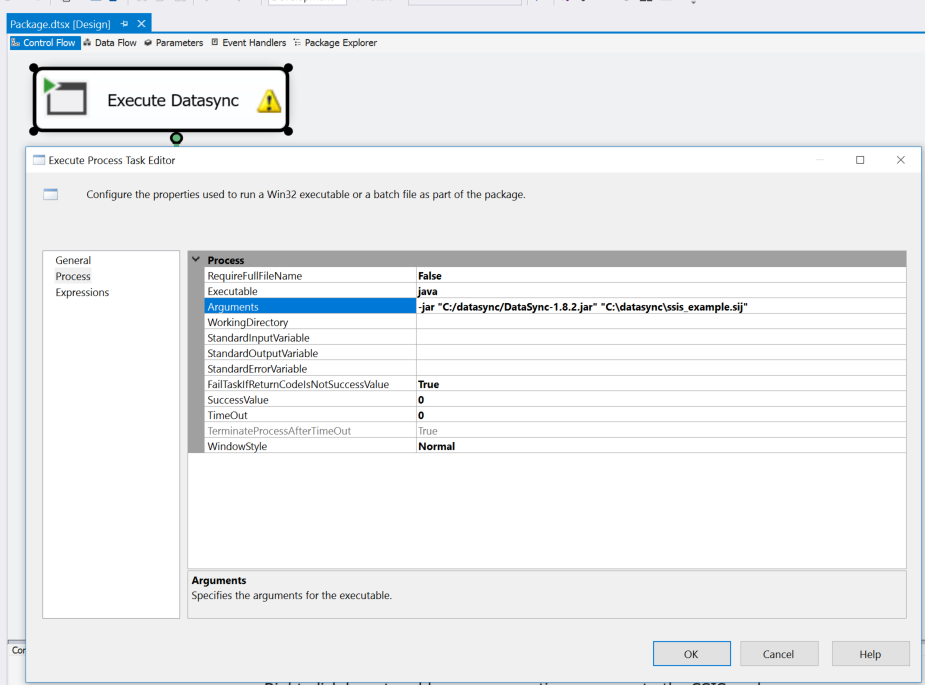 Package.dtsx [Design]
Control Flow Data Flow Parameters Event Handlers Package Explorer
Execute Datasync
Execute Process Task Editor
Configure the properties used to run a Win32 executable or a batch file as part of the package.
General
Process
Expressions
Process
RequireFullFileName False
Executable java
Arguments -jar "C:/datasync/DataSync-1.8.2.jar" "C:\datasync\ssis_example.sij"
WorkingDirectory
StandardInputVariable
StandardOutputVariable
StandardErrorVariable
FailTaskIfReturnCodeIsNotSuccessValue True
SuccessValue 0
TimeOut 0
TerminateProcessAfterTimeOut True
WindowStyle Normal
Arguments
Specifies the arguments for the executable.
OK Cancel Help